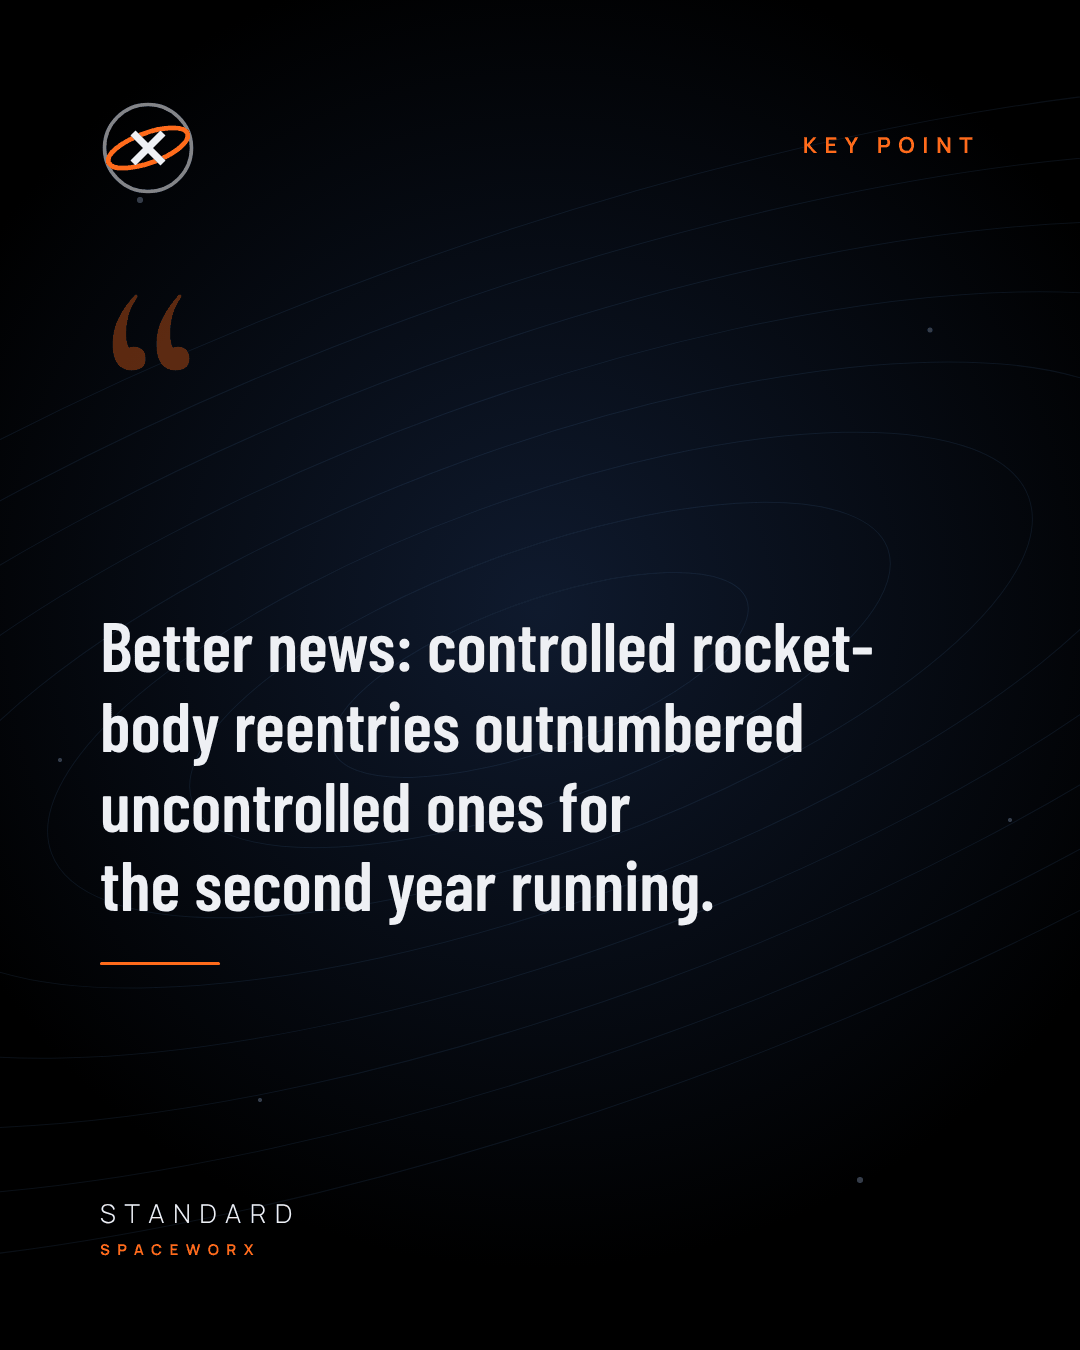 KEY POINT
“
Better news: controlled rocket-
body reentries outnumbered
uncontrolled ones for
the second year running.
STANDARD
SPACEWORX